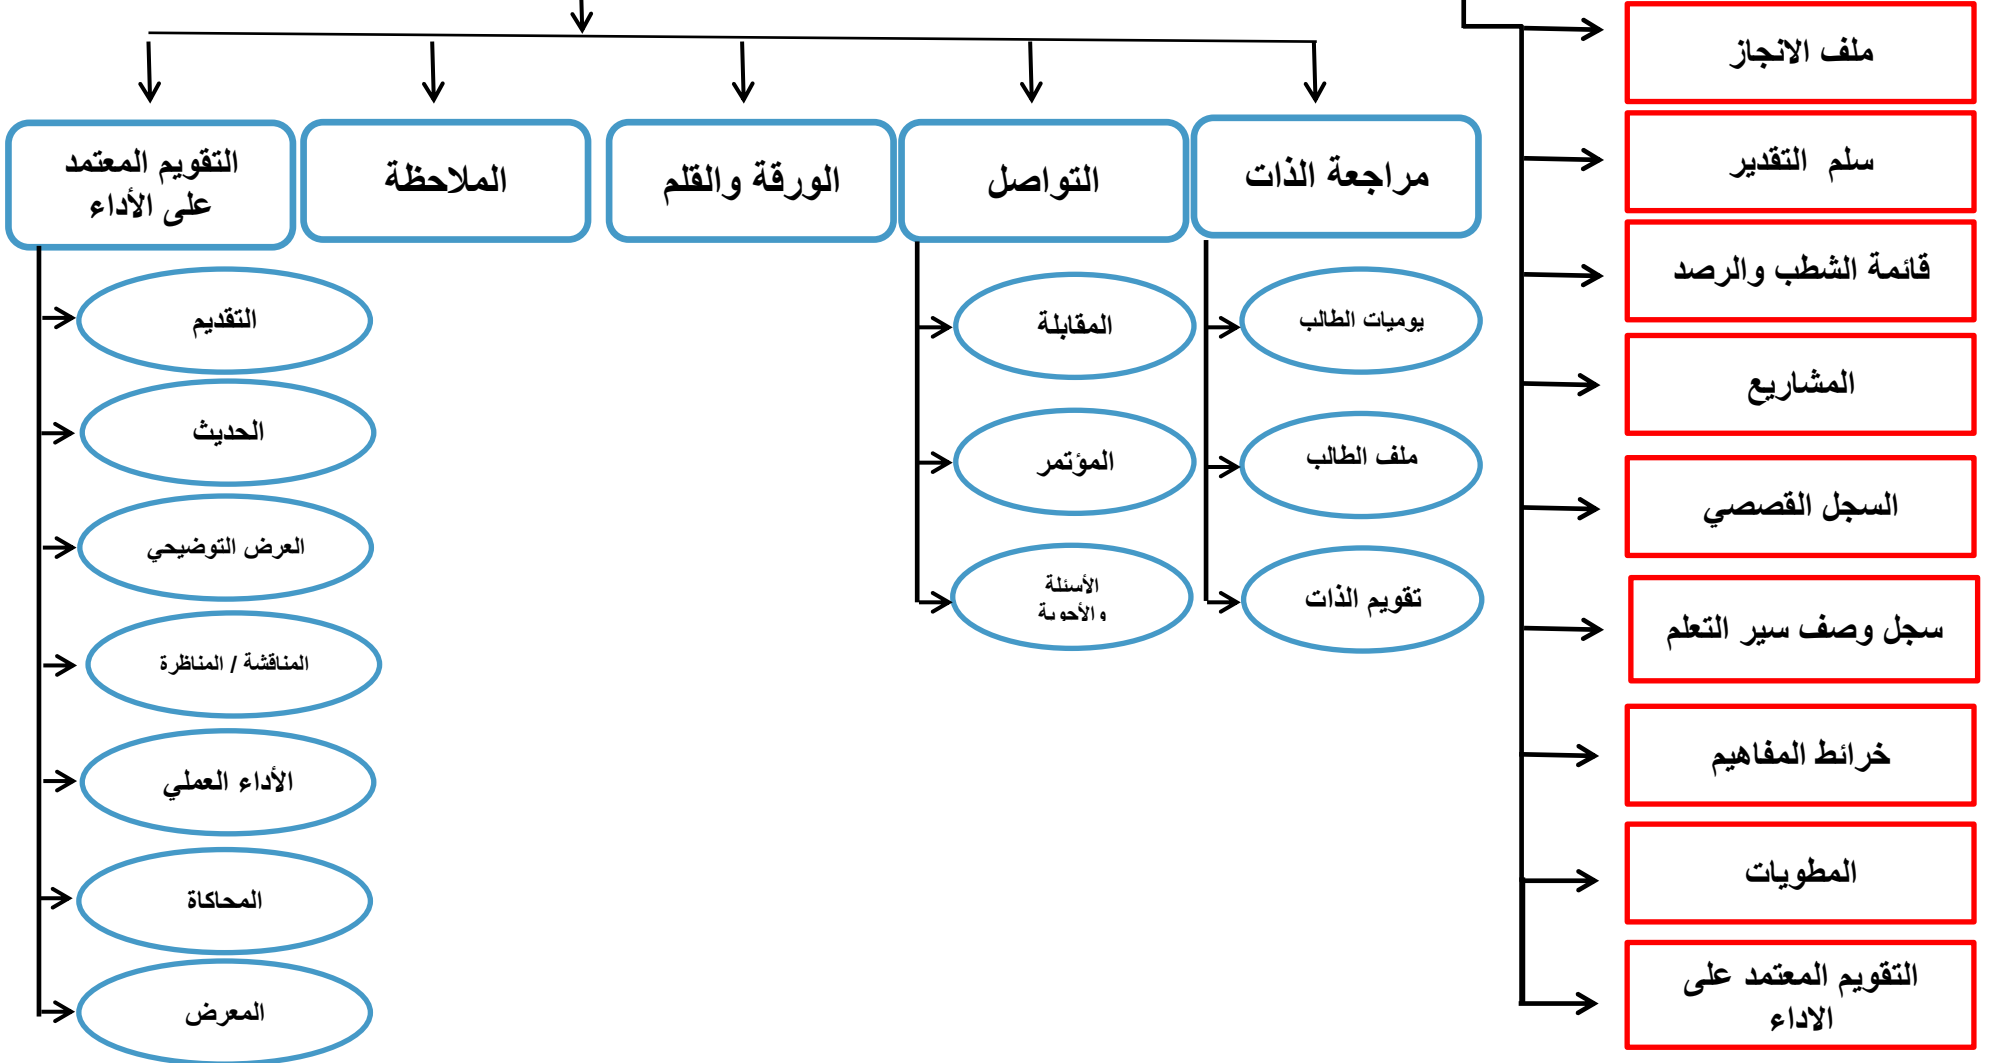 ملف الانجاز
سلم التقدير
قائمة الشطب والرصد
المشاريع
السجل القصصي
سجل وصف سير التعلم
خرائط المفاهيم
المطويات
التقويم المعتمد على
الاداء
مراجعة الذات
يوميات الطالب
ملف الطالب
تقويم الذات
التواصل
المقابلة
المؤتمر
الأسئلة
والأجوبة
الورقة والقلم
الملاحظة
التقويم المعتمد
على الأداء
التقديم
الحديث
العرض التوضيحي
المناقشة / المناظرة
الأداء العملي
المحاكاة
المعرض